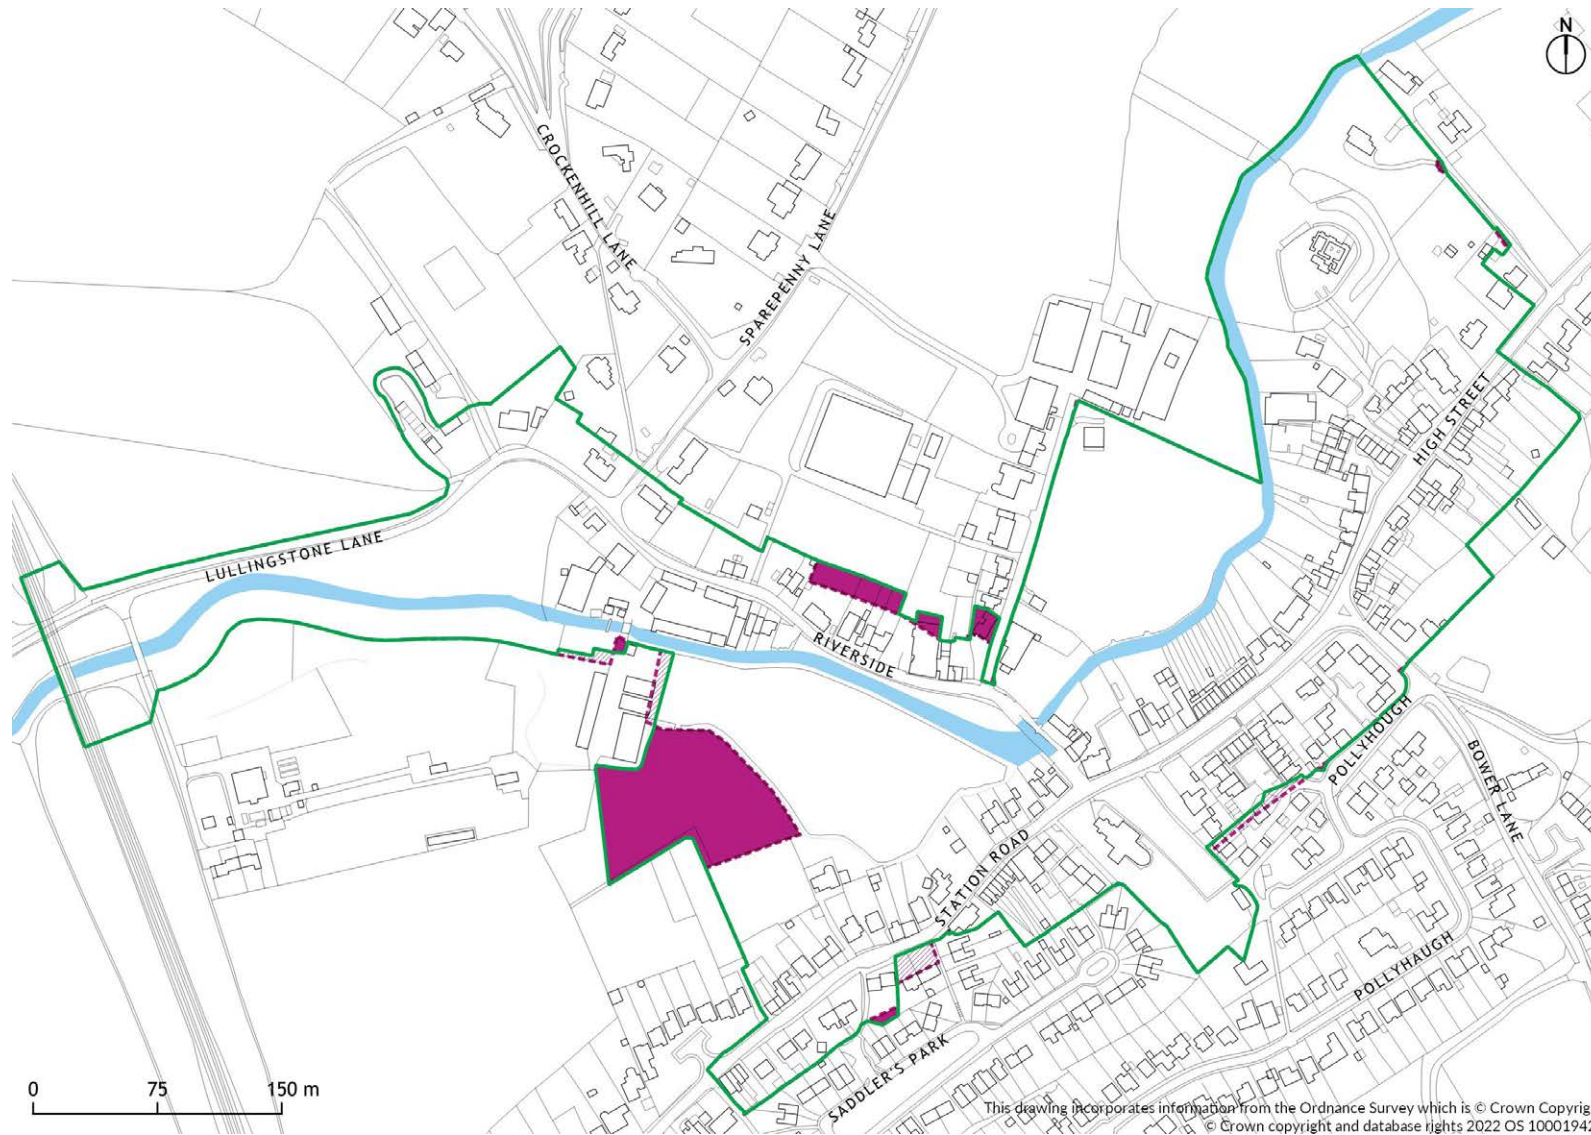 N
CROCKENHILL LANE
SPAREPENNY LANE
HIGH STREET
LULLINGSTONE LANE
RIVERSIDE
POLLYHOUGH
BOWER LANE
STATION ROAD
POLLYHAUGH
SADDLER'S PARK
0 75 150 m
This drawing incorporates information from the Ordnance Survey which is © Crown Copyrig
© Crown copyright and database rights 2022 OS 1000194